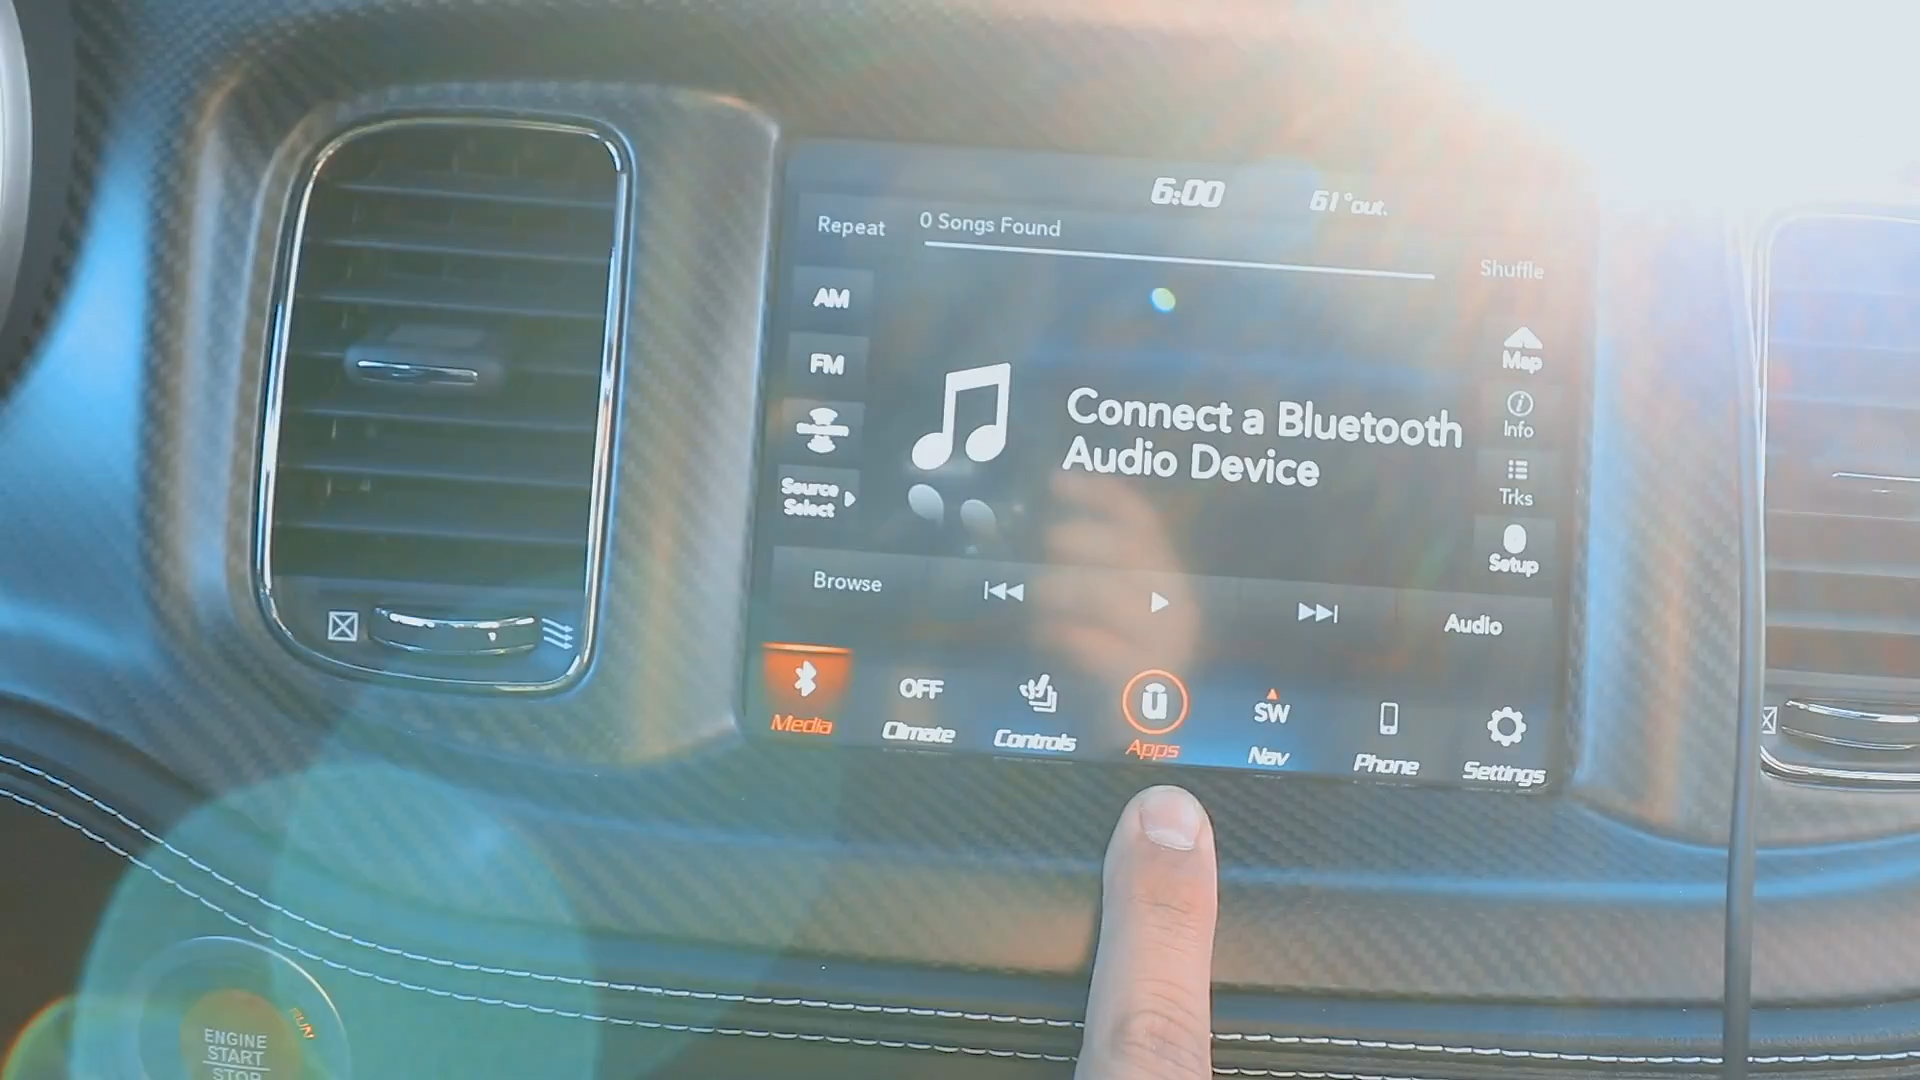 6:00
61°out.
Repeat
0 Songs Found
Shuffle
AM
FM
Source
Select
Connect a Bluetooth
Audio Device
Map
Info
Trks
Setup
Browse
Audio
Media
OFF
Climate
Controls
Apps
SW
Nav
Phone
Settings
ENGINE
START
STOP
RUN